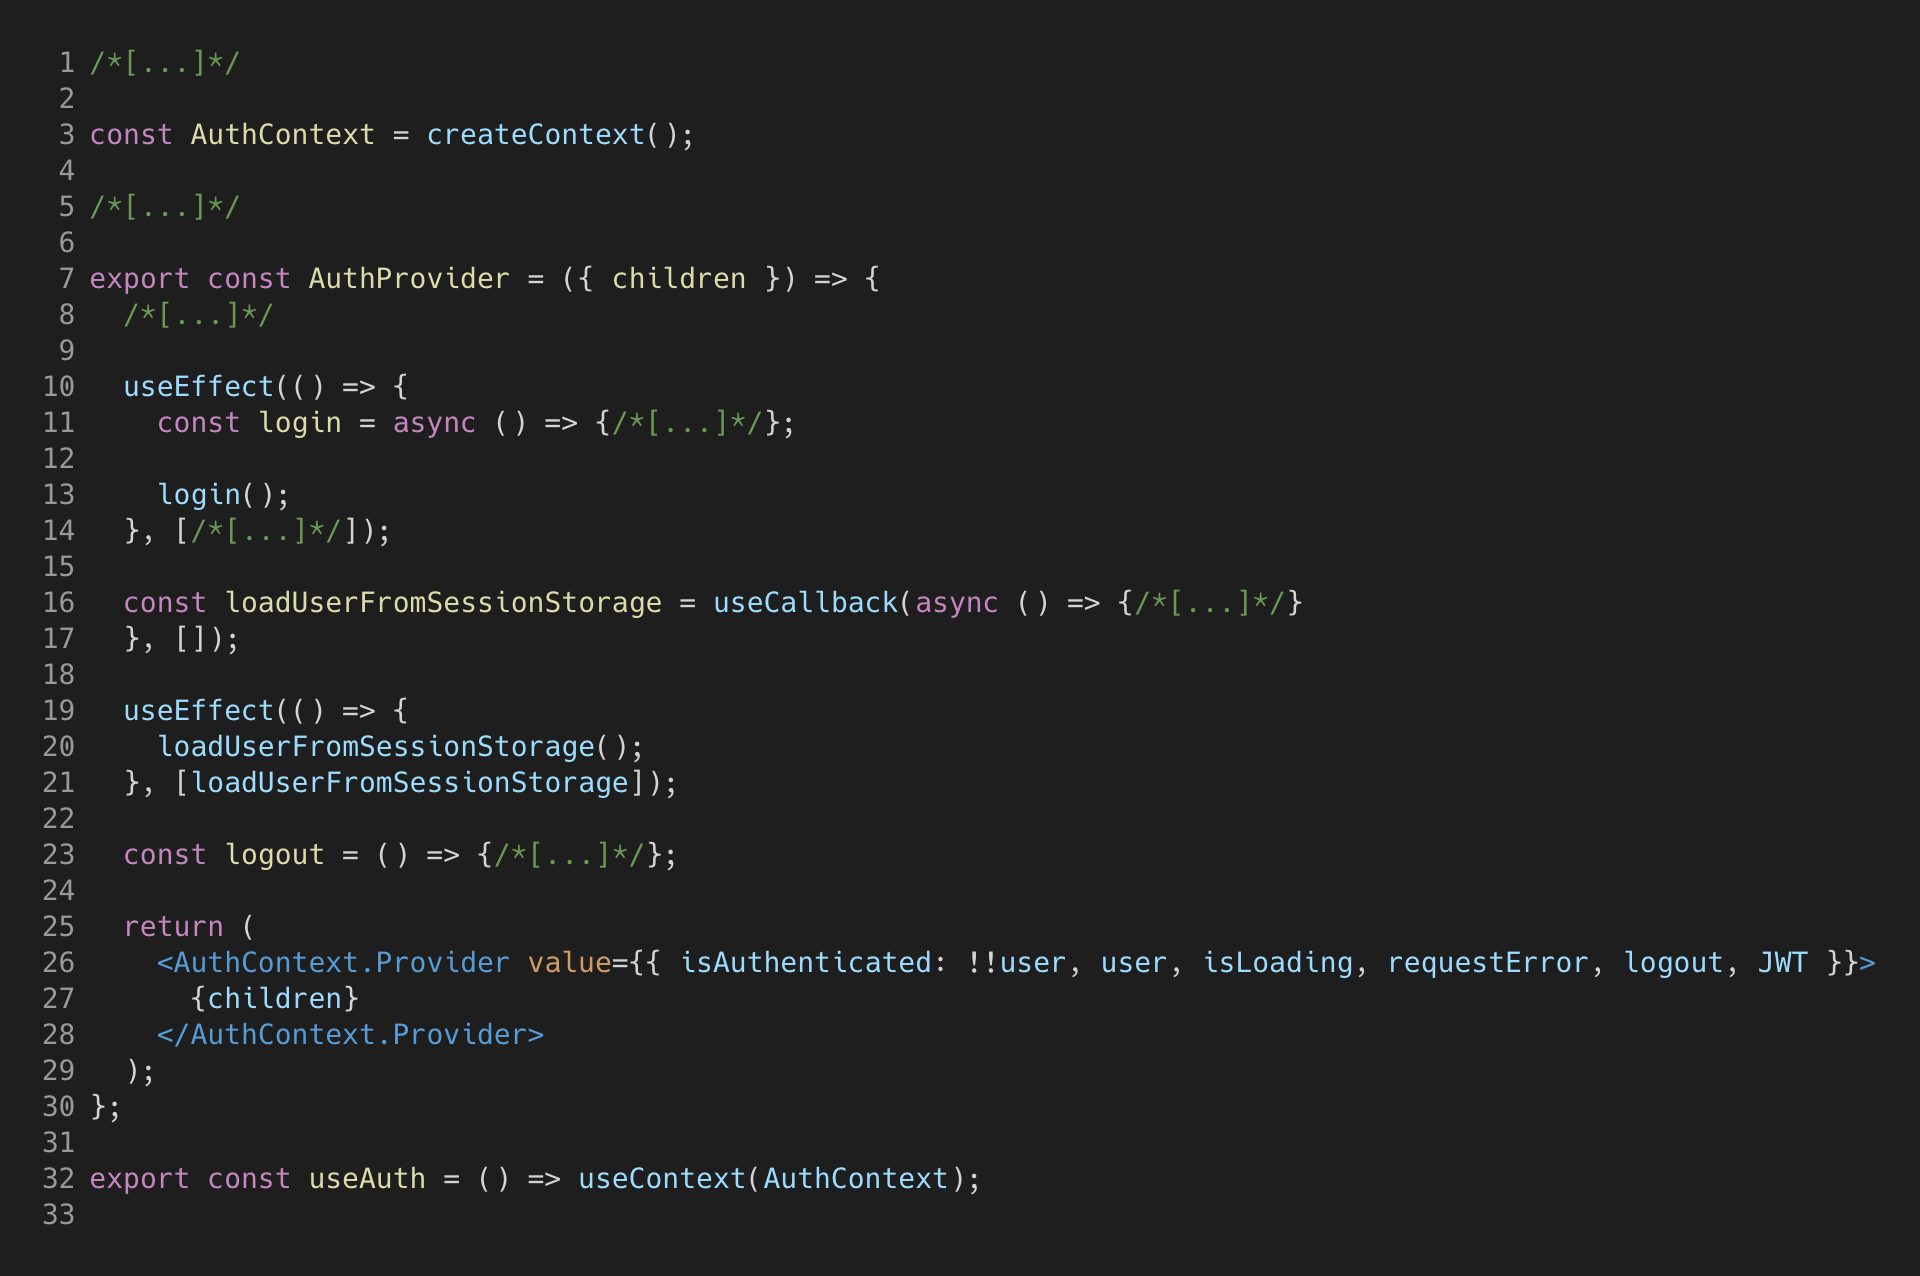 1 /*[...]*/
2
3 const AuthContext = createContext();
4
5 /*[...]*/
6
7 export const AuthProvider = ({ children }) => {
8   /*[...]*/
9
10   useEffect(() => {
11     const login = async () => {/*[...]*/};
12
13     login();
14   }, [/*[...]*/]);
15
16   const loadUserFromSessionStorage = useCallback(async () => {/*[...]*/}
17   }, []);
18
19   useEffect(() => {
20     loadUserFromSessionStorage();
21   }, [loadUserFromSessionStorage]);
22
23   const logout = () => {/*[...]*/};
24
25   return (
26     <AuthContext.Provider value={{ isAuthenticated: !!user, user, isLoading, requestError, logout, JWT }}>
27       {children}
28     </AuthContext.Provider>
29   );
30 };
31
32 export const useAuth = () => useContext(AuthContext);
33